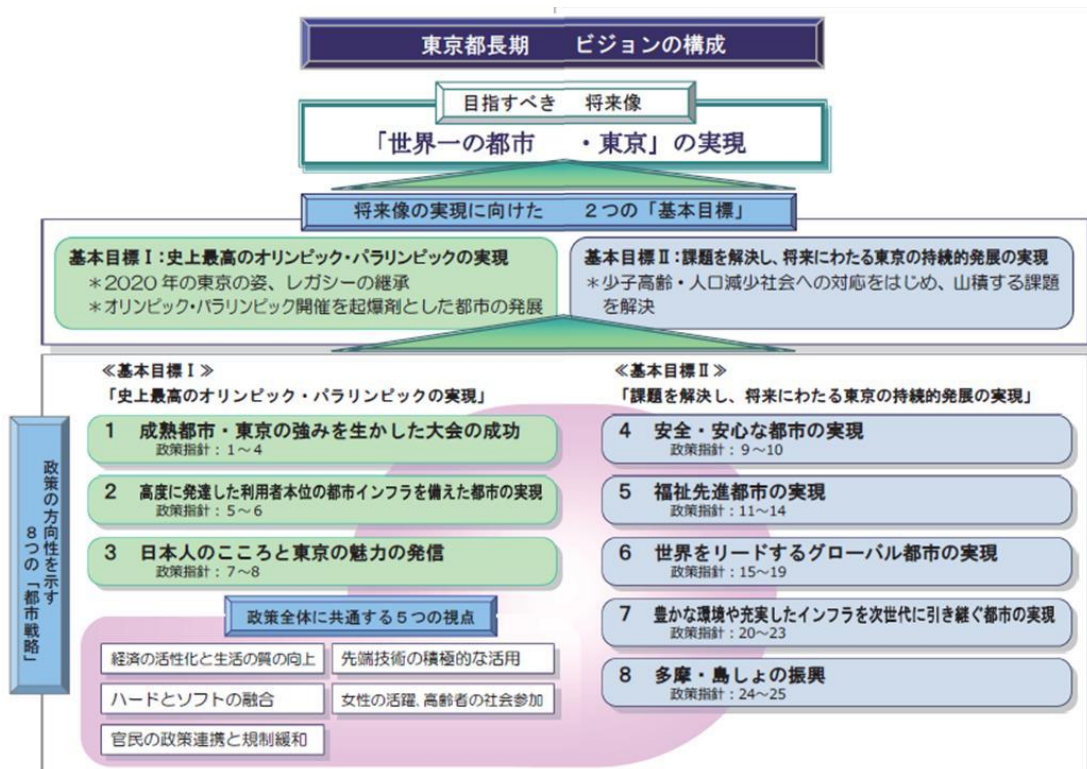 東京都長期 ビジョンの構成
目指すべき 将来像
「世界一の都市 ・東京」の実現
将来像の実現に向けた 2つの「基本目標」
基本目標Ⅰ：史上最高のオリンピック・パラリンピックの実現
＊2020年の東京の姿、レガシーの継承
＊オリンピック・パラリンピック開催を起爆剤とした都市の発展
基本目標Ⅱ：課題を解決し、将来にわたる東京の持続的発展の実現
＊少子高齢・人口減少社会への対応をはじめ、山積する課題
を解決
政策の方向性を示す
8つの「都市戦略」
≪基本目標Ⅰ≫
「史上最高のオリンピック・パラリンピックの実現」
1 成熟都市・東京の強みを生かした大会の成功
政策指針：1～4
2 高度に発達した利用者本位の都市インフラを備えた都市の実現
政策指針：5～6
3 日本人のこころと東京の魅力の発信
政策指針：7～8
≪基本目標Ⅱ≫
「課題を解決し、将来にわたる東京の持続的発展の実現」
4 安全・安心な都市の実現
政策指針：9～10
5 福祉先進都市の実現
政策指針：11～14
6 世界をリードするグローバル都市の実現
政策指針：15～19
7 豊かな環境や充実したインフラを次世代に引き継ぐ都市の実現
政策指針：20～23
8 多摩・島しょの振興
政策指針：24～25
政策全体に共通する5つの視点
経済の活性化と生活の質の向上
先端技術の積極的な活用
ハードとソフトの融合
女性の活躍、高齢者の社会参加
官民の政策連携と規制緩和